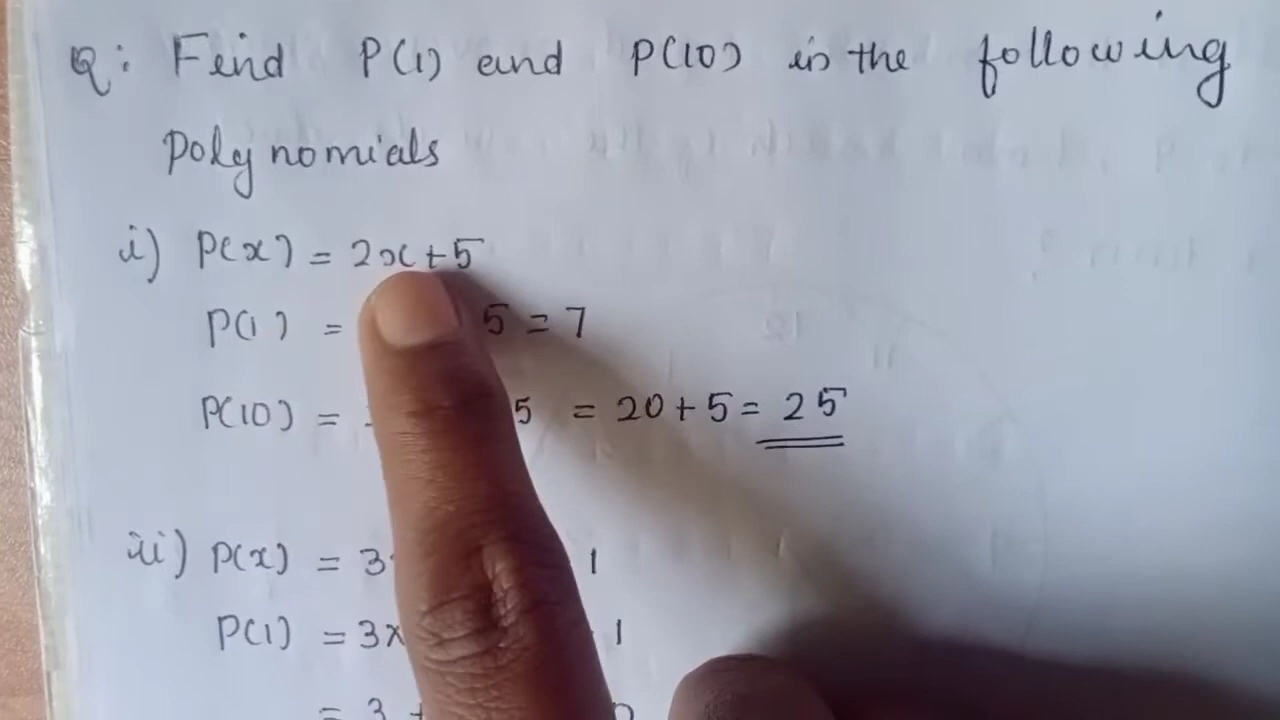 Q: Find P(1) and P(10) in the following
Polynomials
i) P(x) = 2x+5
P(1) = 5 = 7
P(10) = 5 = 20+5 = 25
ii) P(x) = 3 1
P(1) = 3x 1
= 3 +